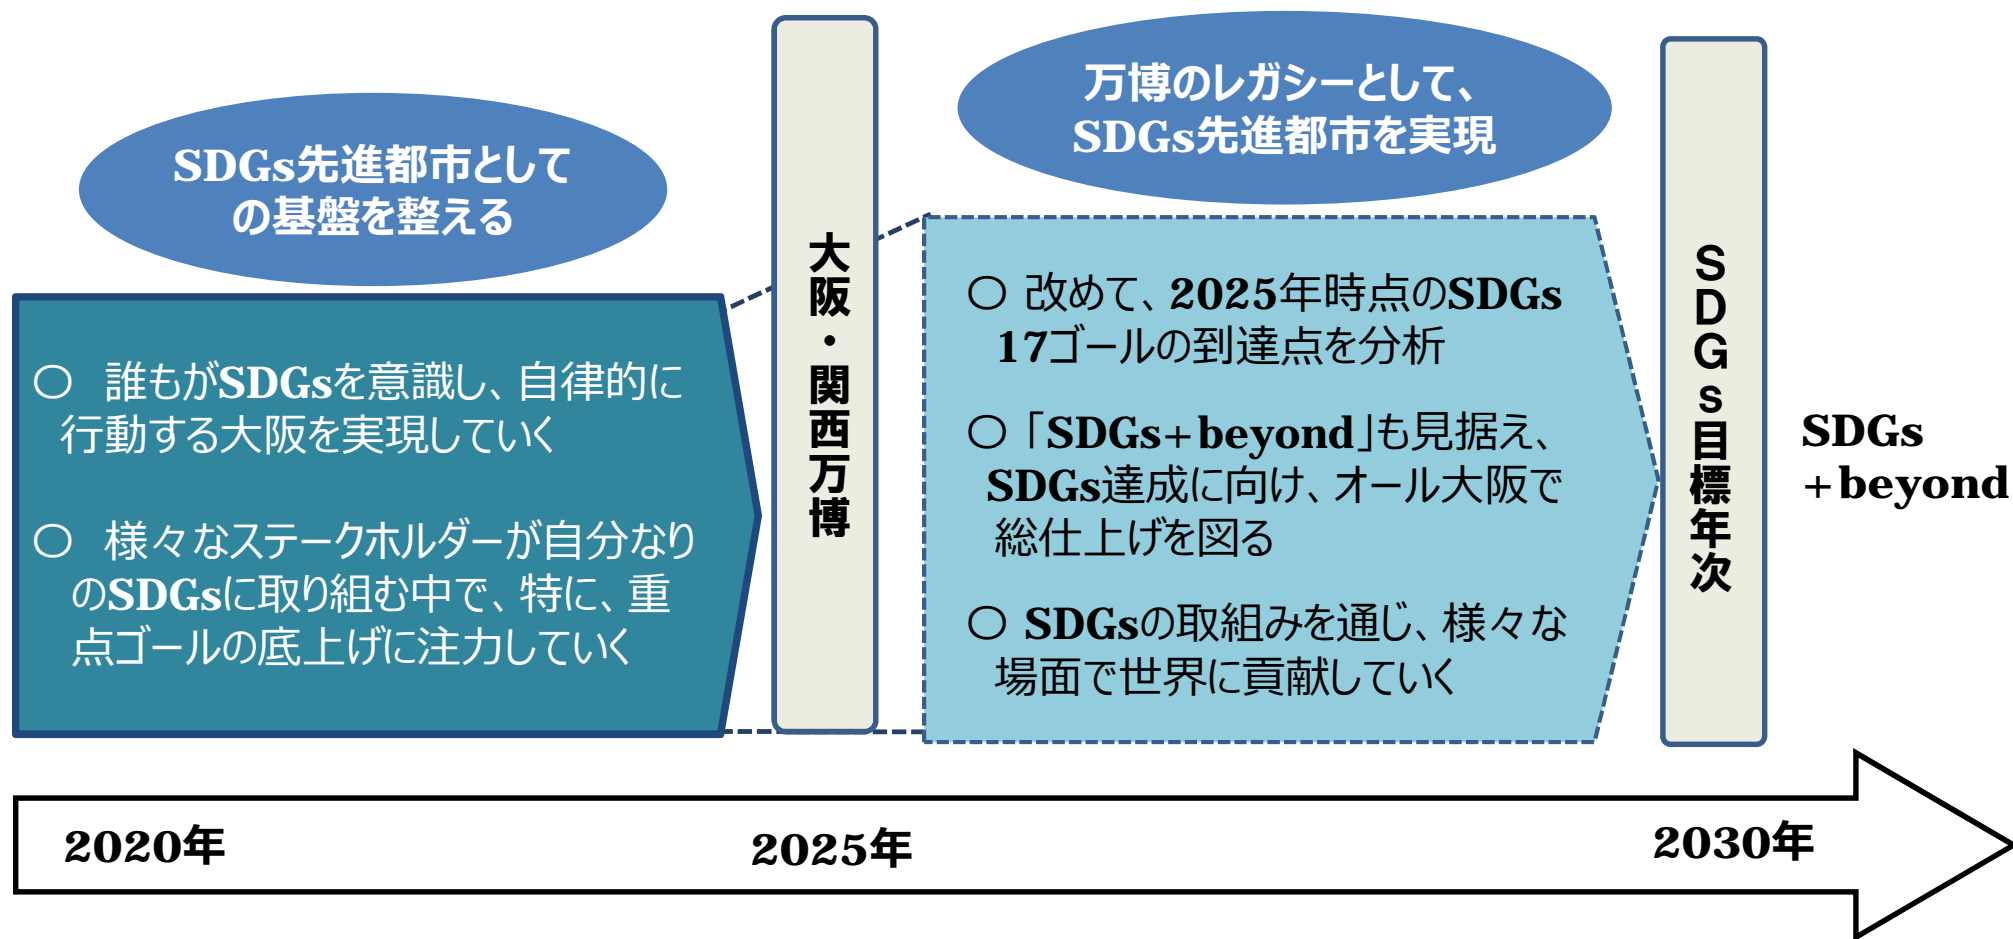 SDGs先進都市として
の基盤を整える
○ 誰もがSDGsを意識し、自律的に
行動する大阪を実現していく
○ 様々なステークホルダーが自分なり
のSDGsに取り組む中で、特に、重
点ゴールの底上げに注力していく
大阪・関西万博
万博のレガシーとして、
SDGs先進都市を実現
○ 改めて、2025年時点のSDGs
17ゴールの到達点を分析
○「SDGs+beyond」も見据え、
SDGs達成に向け、オール大阪で
総仕上げを図る
○ SDGsの取組みを通じ、様々な
場面で世界に貢献していく
SDGs目標年次
SDGs
+beyond
2020年
2025年
2030年